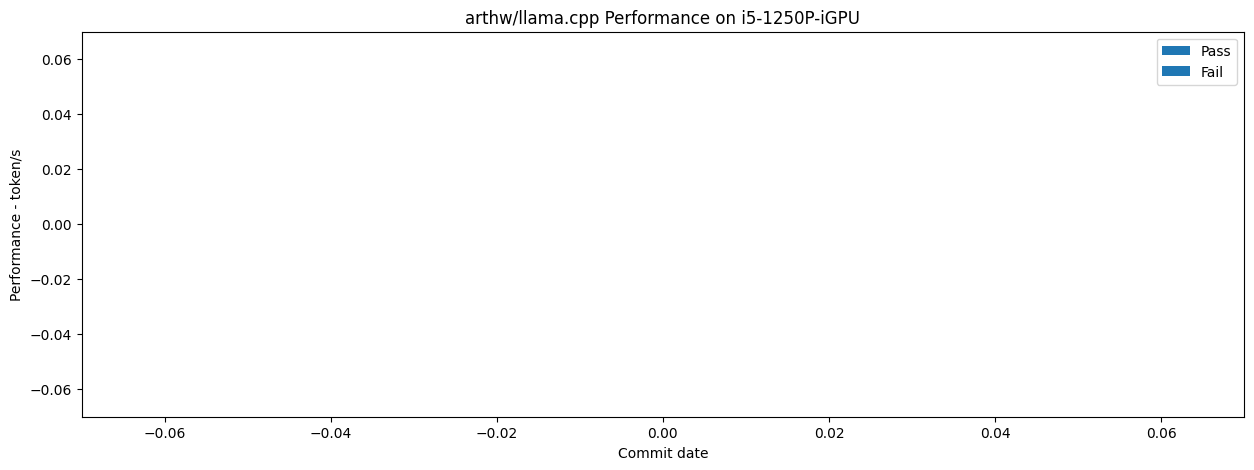 arthw/llama.cpp Performance on i5-1250P-iGPU
Pass
Fail
Performance - token/s
0.06
0.04
0.02
0.00
−0.02
−0.04
−0.06
−0.06
−0.04
−0.02
0.00
0.02
0.04
0.06
Commit date